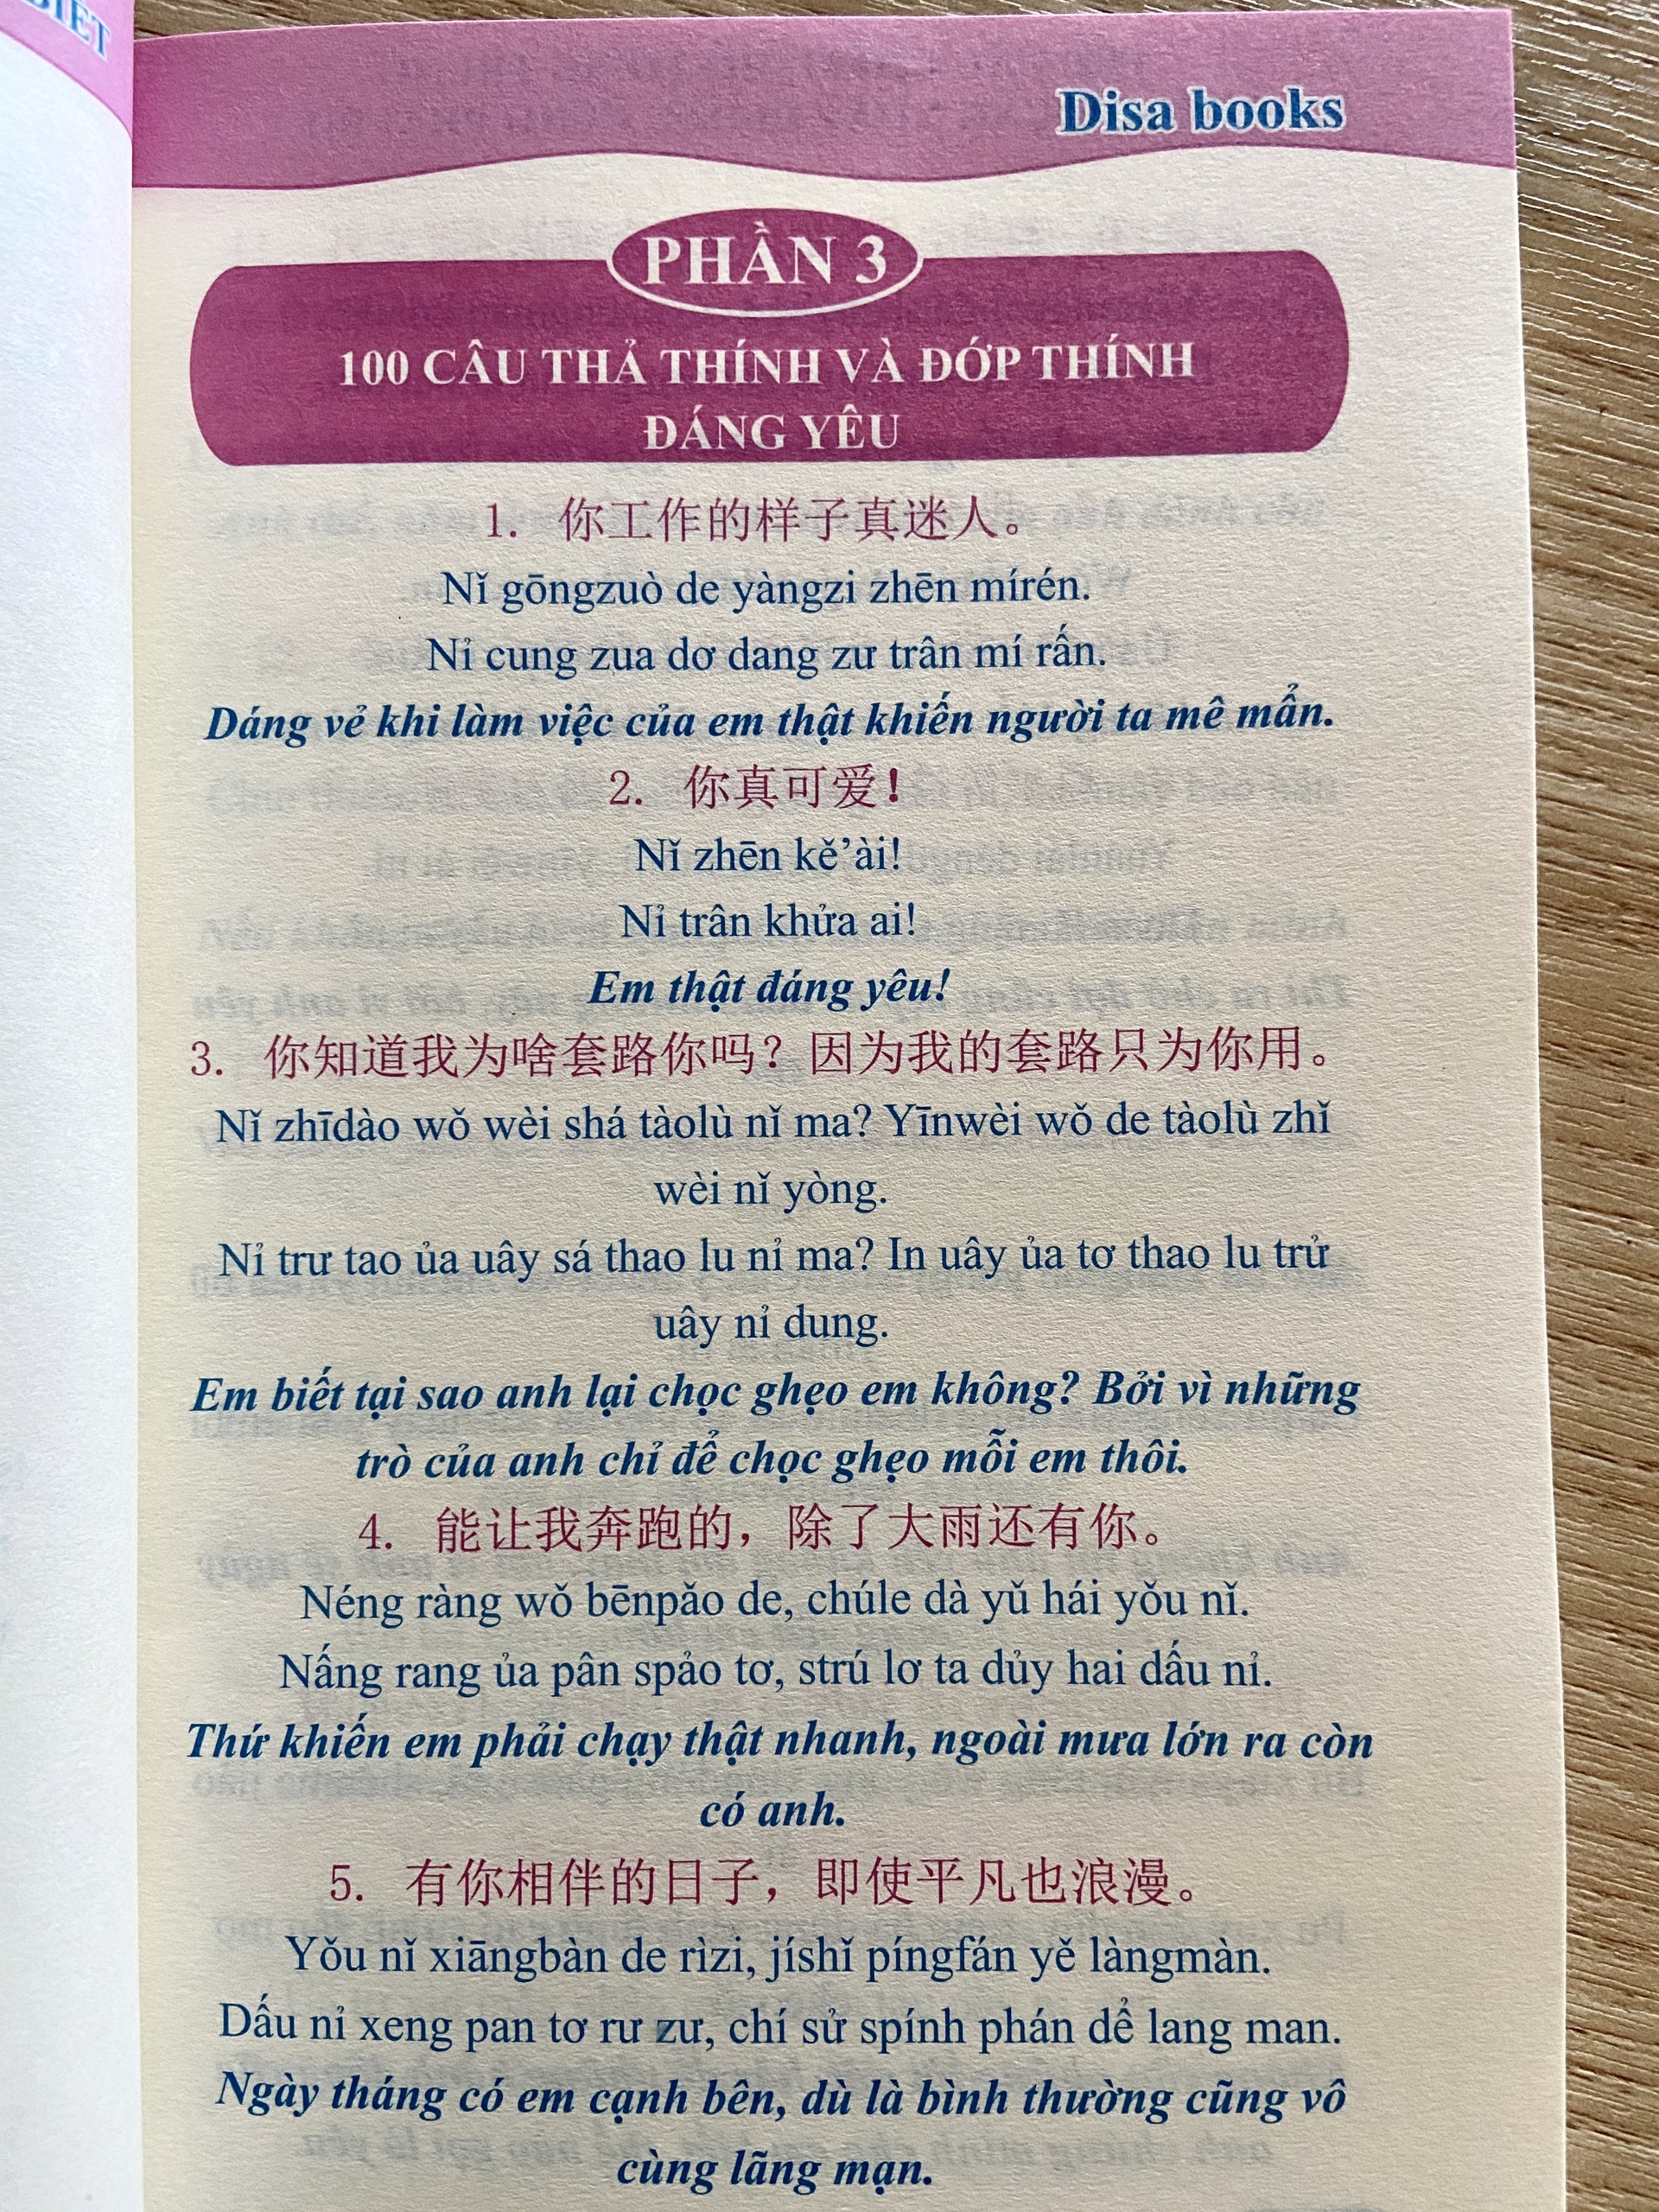 BIẾT
Disa books
PHẦN 3
100 CÂU THẢ THÍNH VÀ ĐỚP THÍNH
ĐÁNG YÊU
1. 你工作的样子真迷人。
Nǐ gōngzuò de yàngzi zhēn mírén.
Nỉ cung zua dơ dang zư trân mí rấn.
Dáng vẻ khi làm việc của em thật khiến người ta mê mẩn.
2. 你真可爱！
Nǐ zhēn kě’ài!
Nỉ trân khửa ai!
Em thật đáng yêu!
3. 你知道我为啥套路你吗？因为我的套路只为你用。
Nǐ zhīdào wǒ wèi shá tàolù nǐ ma? Yīnwèi wǒ de tàolù zhǐ
wèi nǐ yòng.
Nỉ trư tao ủa uây sá thao lu nỉ ma? In uây ủa tơ thao lu trử
uây nỉ dung.
Em biết tại sao anh lại chọc ghẹo em không? Bởi vì những
trò của anh chỉ để chọc ghẹo mỗi em thôi.
4. 能让我奔跑的，除了大雨还有你。
Néng ràng wǒ bēnpǎo de, chúle dà yǔ hái yǒu nǐ.
Nấng rang ủa pân spảo tơ, strú lơ ta dủy hai dấu nỉ.
Thứ khiến em phải chạy thật nhanh, ngoài mưa lớn ra còn
có anh.
5. 有你相伴的日子，即使平凡也浪漫。
Yǒu nǐ xiāngbàn de rìzi, jíshǐ píngfán yě làngmàn.
Dấu nỉ xeng pan tơ rư zư, chí sử spính phán dể lang man.
Ngày tháng có em cạnh bên, dù là bình thường cũng vô
cùng lãng mạn.